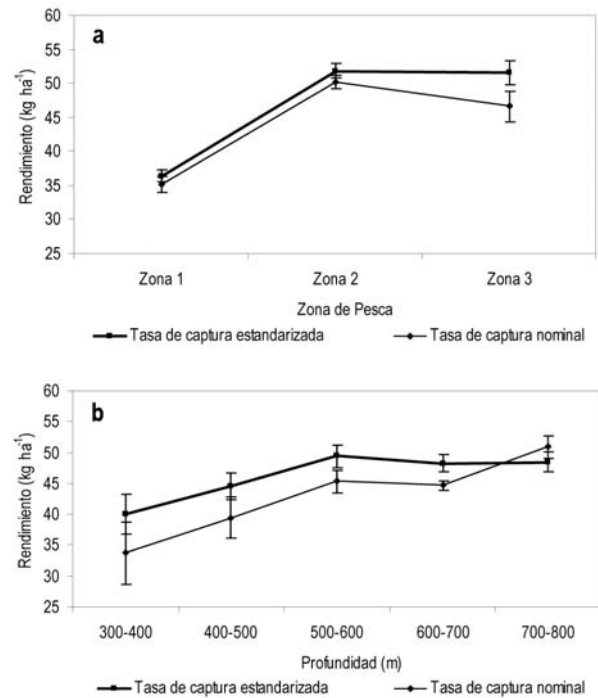 a
Rendimiento (kg ha-1)
60
55
50
45
40
35
30
25
Zona 1 Zona 2 Zona 3
Zona de Pesca
Tasa de captura estandarizada Tasa de captura nominal
b
Rendimiento (kg ha-1)
60
55
50
45
40
35
30
25
300-400 400-500 500-600 600-700 700-800
Profundidad (m)
Tasa de captura estandarizada Tasa de captura nominal